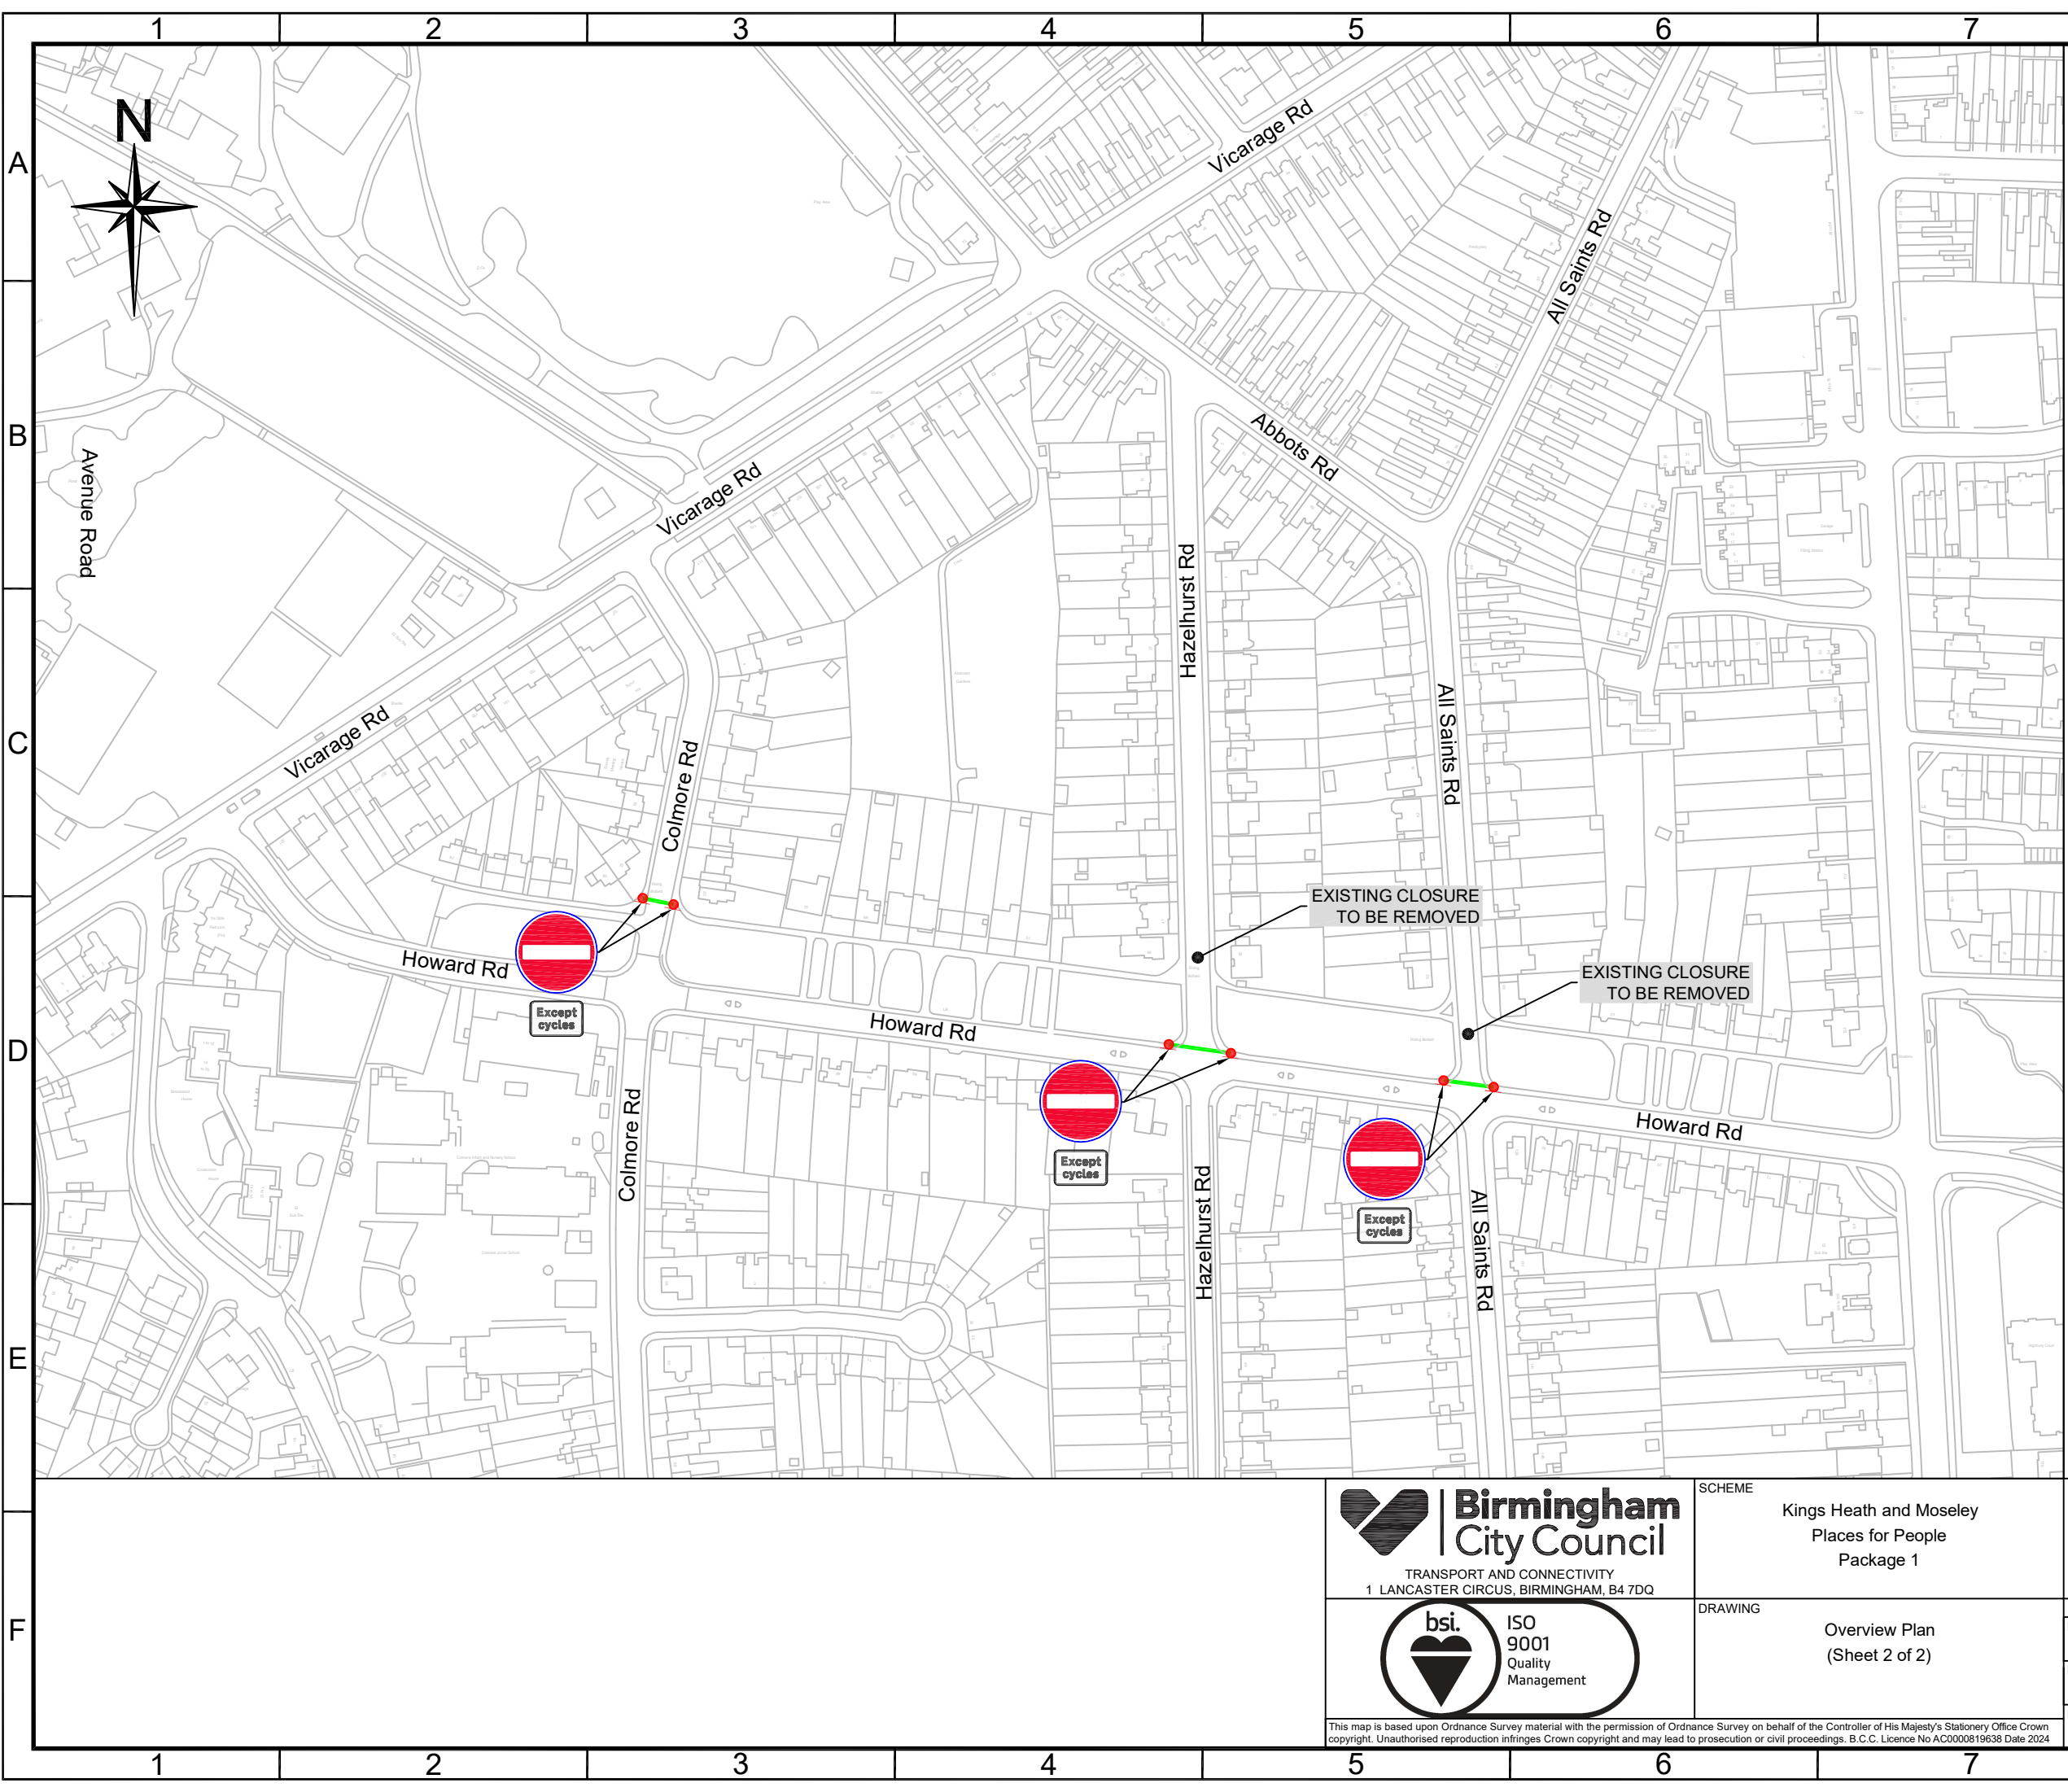 1 2 3 4 5 6 7
N
A
Vicarage Rd
All Saints Rd
B
Avenue Road
Abbots Rd
Vicarage Rd
Hazelhurst Rd
C
Vicarage Rd
Colmore Rd
All Saints Rd
EXISTING CLOSURE
TO BE REMOVED
Howard Rd
EXISTING CLOSURE
TO BE REMOVED
Except
cycles
D
Howard Rd
Colmore Rd
Except
cycles
Howard Rd
Hazelhurst Rd
Except
cycles
All Saints Rd
E
Birmingham
City Council
TRANSPORT AND CONNECTIVITY
1 LANCASTER CIRCUS, BIRMINGHAM, B4 7DQ
SCHEME
Kings Heath and Moseley
Places for People
Package 1
F
bsi.
ISO
9001
Quality
Management
DRAWING
Overview Plan
(Sheet 2 of 2)
This map is based upon Ordnance Survey material with the permission of Ordnance Survey on behalf of the Controller of His Majesty's Stationery Office Crown
copyright. Unauthorised reproduction infringes Crown copyright and may lead to prosecution or civil proceedings. B.C.C. Licence No AC0000819638 Date 2024
1 2 3 4 5 6 7